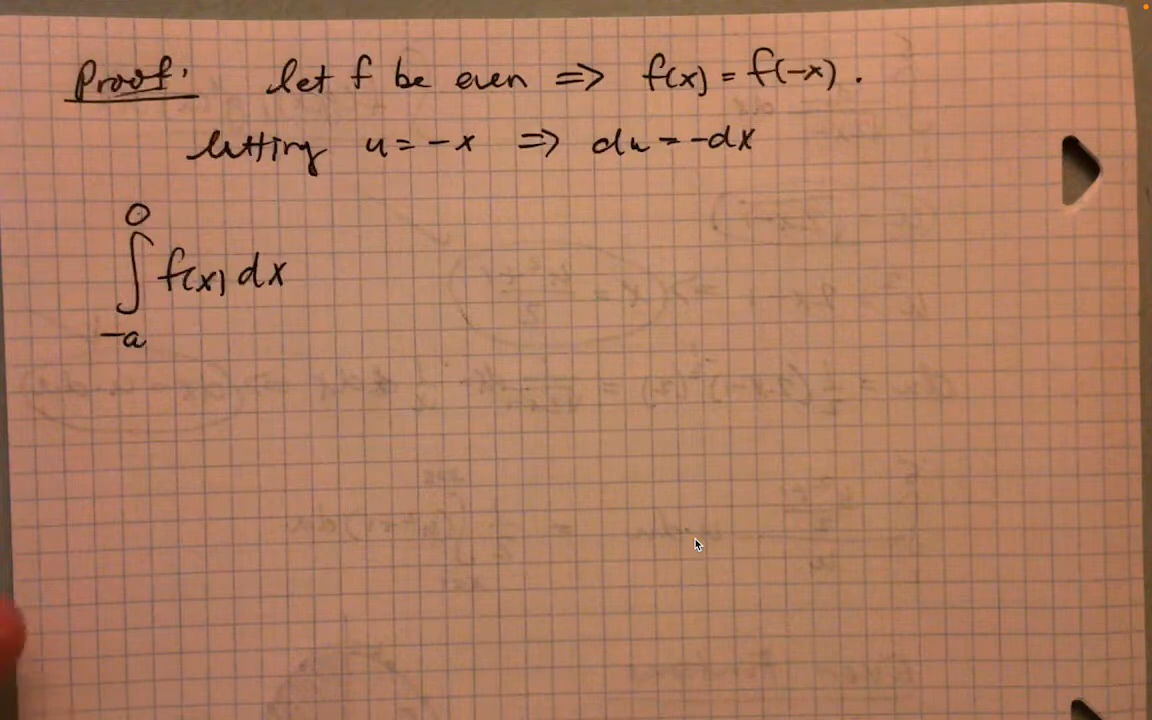 Proof: let f be even => f(x) = f(-x).
letting u = -x => du = -dx
∫_{-a}^{0} f(x) dx